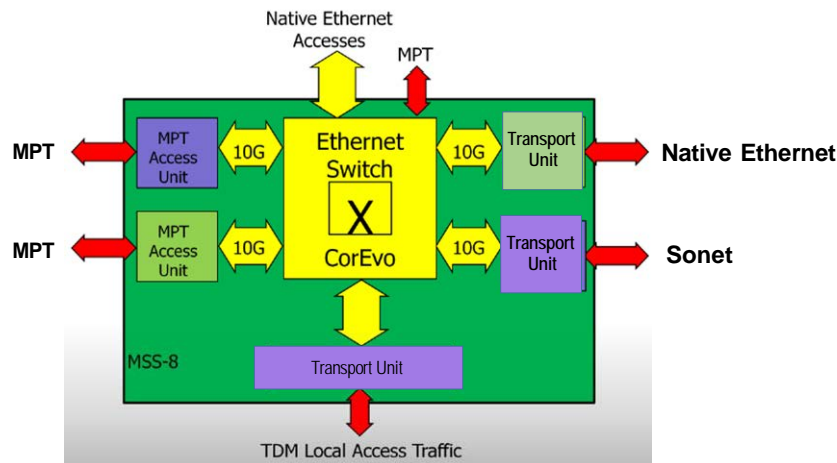 Native Ethernet
Accesses
MPT
MPT
MPT
Access
Unit
10G
Ethernet
Switch
X
CorEvo
10G
Transport
Unit
Native Ethernet
MPT
MPT
Access
Unit
10G
10G
Transport
Unit
Sonet
MSS-8
Transport Unit
TDM Local Access Traffic